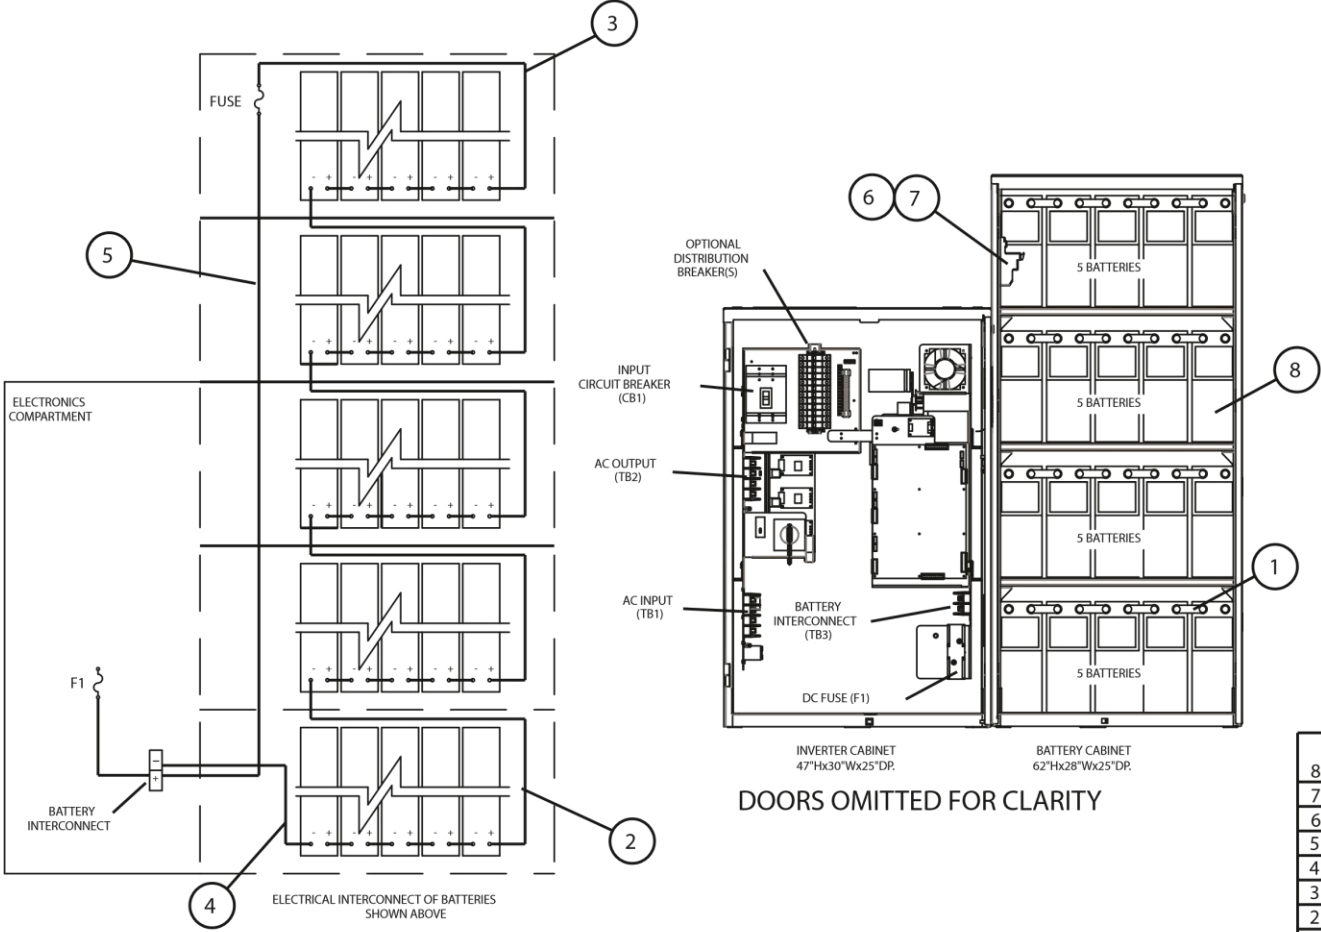 3
FUSE
- + - + - + - + - +
5
- + - + - + - + - +
ELECTRONICS
COMPARTMENT
- + - + - + - + - +
- + - + - + - + - +
F1
–
+
BATTERY
INTERCONNECT
- + - + - + - + - +
2
4
ELECTRICAL INTERCONNECT OF BATTERIES
SHOWN ABOVE
6 7
OPTIONAL
DISTRIBUTION
BREAKER(S)
5 BATTERIES
INPUT
CIRCUIT BREAKER
(CB1)
8
5 BATTERIES
AC OUTPUT
(TB2)
5 BATTERIES
1
AC INPUT
(TB1)
BATTERY
INTERCONNECT
(TB3)
5 BATTERIES
DC FUSE (F1)
INVERTER CABINET
47"Hx30"Wx25"DP.
BATTERY CABINET
62"Hx28"Wx25"DP.
DOORS OMITTED FOR CLARITY
8
7
6
5
4
3
2